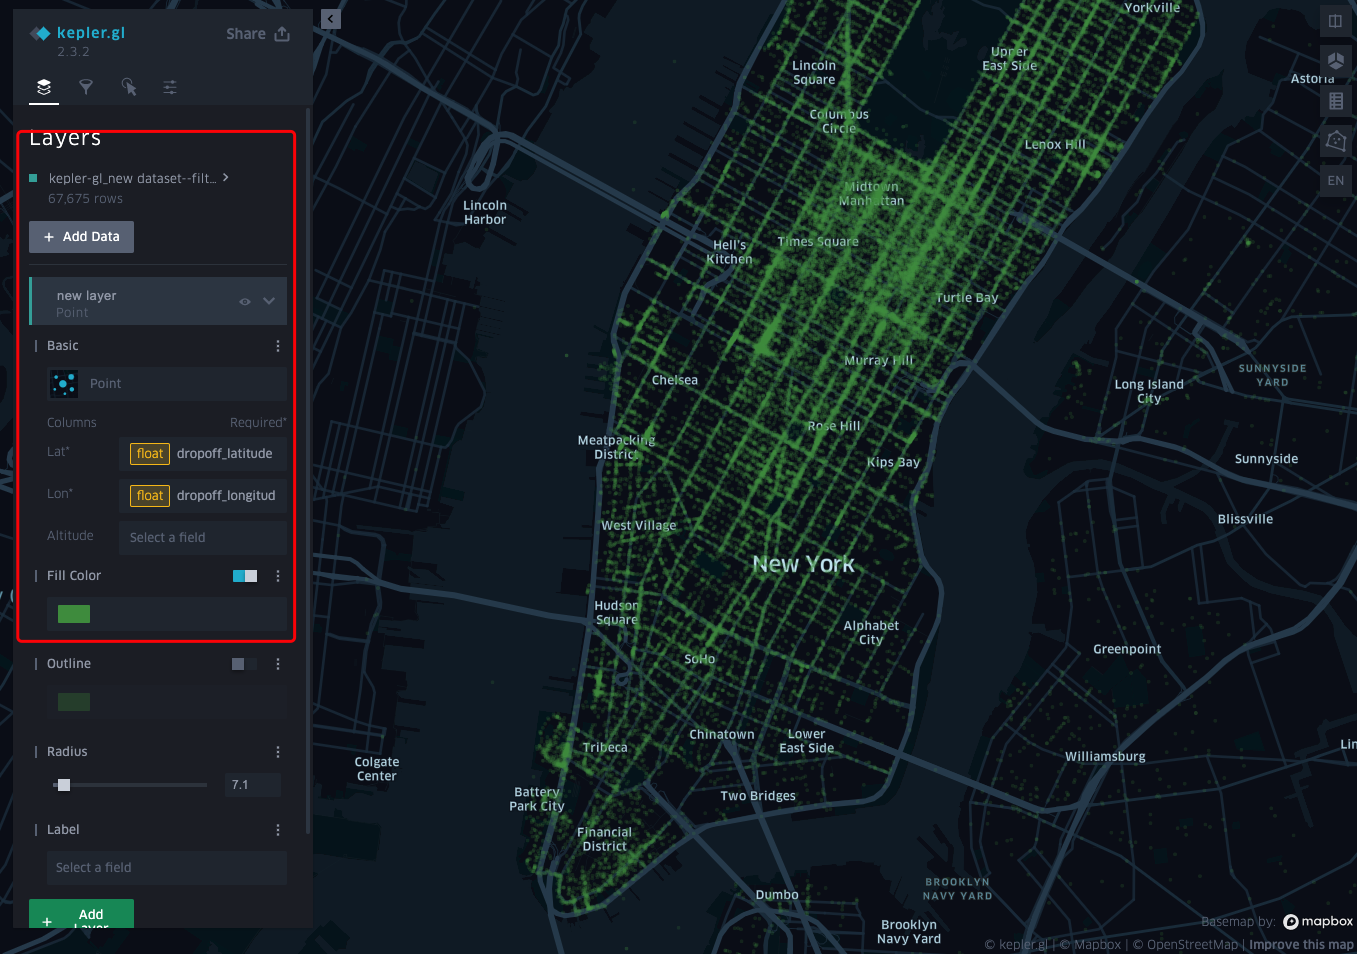 kepler.gl
2.3.2
Share
Layers
kepler-gl_new dataset--filt...
67,675 rows
+ Add Data
new layer
Point
Basic
Point
Columns
Required*
Lat*
float dropoff_latitude
Lon*
float dropoff_longitud
Altitude
Select a field
Fill Color
Outline
Radius
7.1
Label
Select a field
+ Add
Layer
Yorkville
Upper
East Side
Lincoln
Square
Astoria
Columbus
Circle
Lenox Hill
EN
Midtown
Manhattan
Lincoln
Harbor
Hell's
Kitchen
Times Square
Turtle Bay
Murray Hill
Chelsea
Long Island
City
SUNNYSIDE
YARD
Rose Hill
Meatpacking
District
Kips Bay
Sunnyside
West Village
Blissville
New York
Hudson
Square
Alphabet
City
SoHo
Greenpoint
Chinatown
Lower
East Side
Tribeca
Colgate
Center
Williamsburg
Battery
Park City
Two Bridges
Financial
District
Dumbo
BROOKLYN
NAVY YARD
Brooklyn
Navy Yard
Basemap by: mapbox
© kepler.gl | © Mapbox | © OpenStreetMap | Improve this map